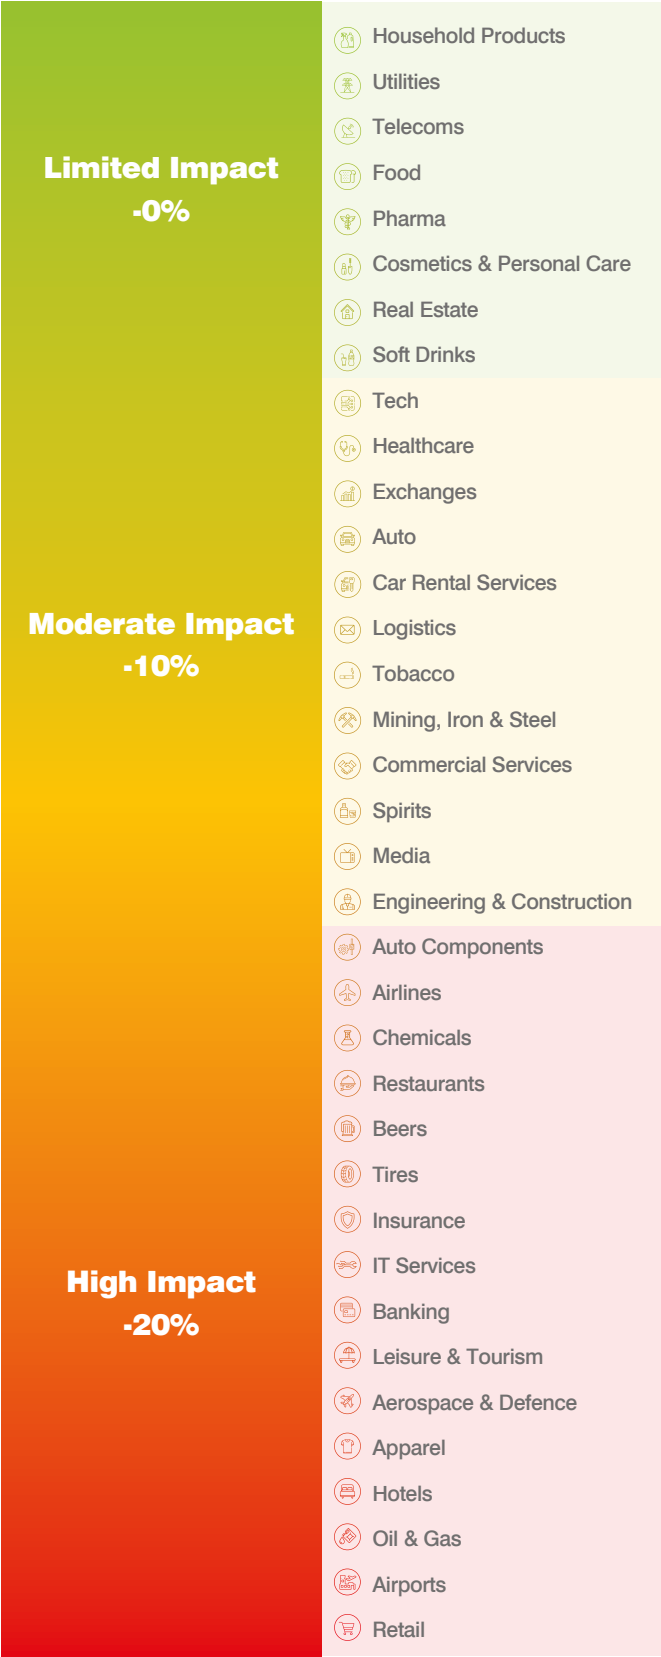 Limited Impact
-0%
Household Products
Utilities
Telecoms
Food
Pharma
Cosmetics & Personal Care
Real Estate
Soft Drinks
Moderate Impact
-10%
Tech
Healthcare
Exchanges
Auto
Car Rental Services
Logistics
Tobacco
Mining, Iron & Steel
Commercial Services
Spirits
Media
Engineering & Construction
High Impact
-20%
Auto Components
Airlines
Chemicals
Restaurants
Beers
Tires
Insurance
IT Services
Banking
Leisure & Tourism
Aerospace & Defence
Apparel
Hotels
Oil & Gas
Airports
Retail